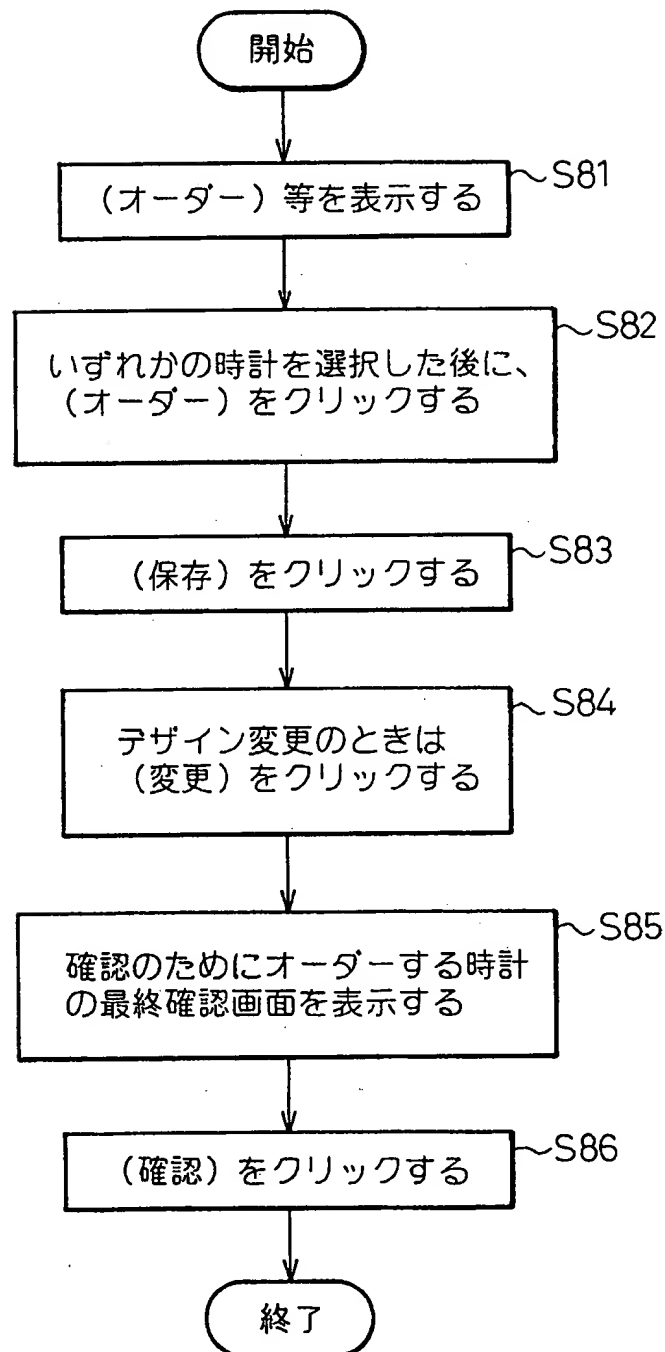 開始
(オーダー)等を表示する
S81
いずれかの時計を選択した後に、
(オーダー)をクリックする
S82
(保存)をクリックする
S83
デザイン変更のときは
(変更)をクリックする
S84
確認のためにオーダーする時計
の最終確認画面を表示する
S85
(確認)をクリックする
S86
終了